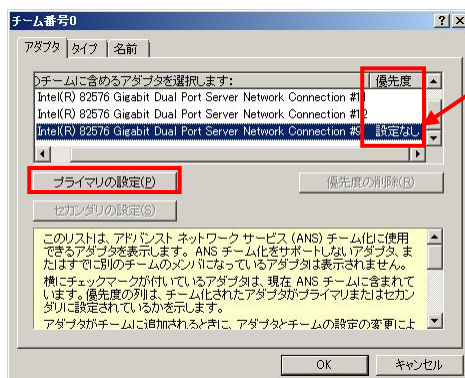 チーム番号0
アダプタ タイプ 名前
のチームに含めるアダプタを選択します: 優先度
Intel(R) 82576 Gigabit Dual Port Server Network Connection #11
Intel(R) 82576 Gigabit Dual Port Server Network Connection #12
Intel(R) 82576 Gigabit Dual Port Server Network Connection #9 設定なし
プライマリの設定(P) 優先度の削除(R)
セカンダリの設定(S)
このリストは、アドバンスト ネットワーク サービス (ANS) チーム化に使用
できるアダプタを表示します。 ANS チーム化をサポートしないアダプタ、ま
たはすでに別のチームのメンバになっているアダプタは表示されません。
横にチェックマークが付いているアダプタは、現在 ANS チームに含まれて
います。優先度の列は、チーム化されたアダプタがプライマリまたはセカン
ダリに設定されているかを示します。
アダプタがチームに追加されるときに、アダプタとチームの設定の変更によ
OK キャンセル